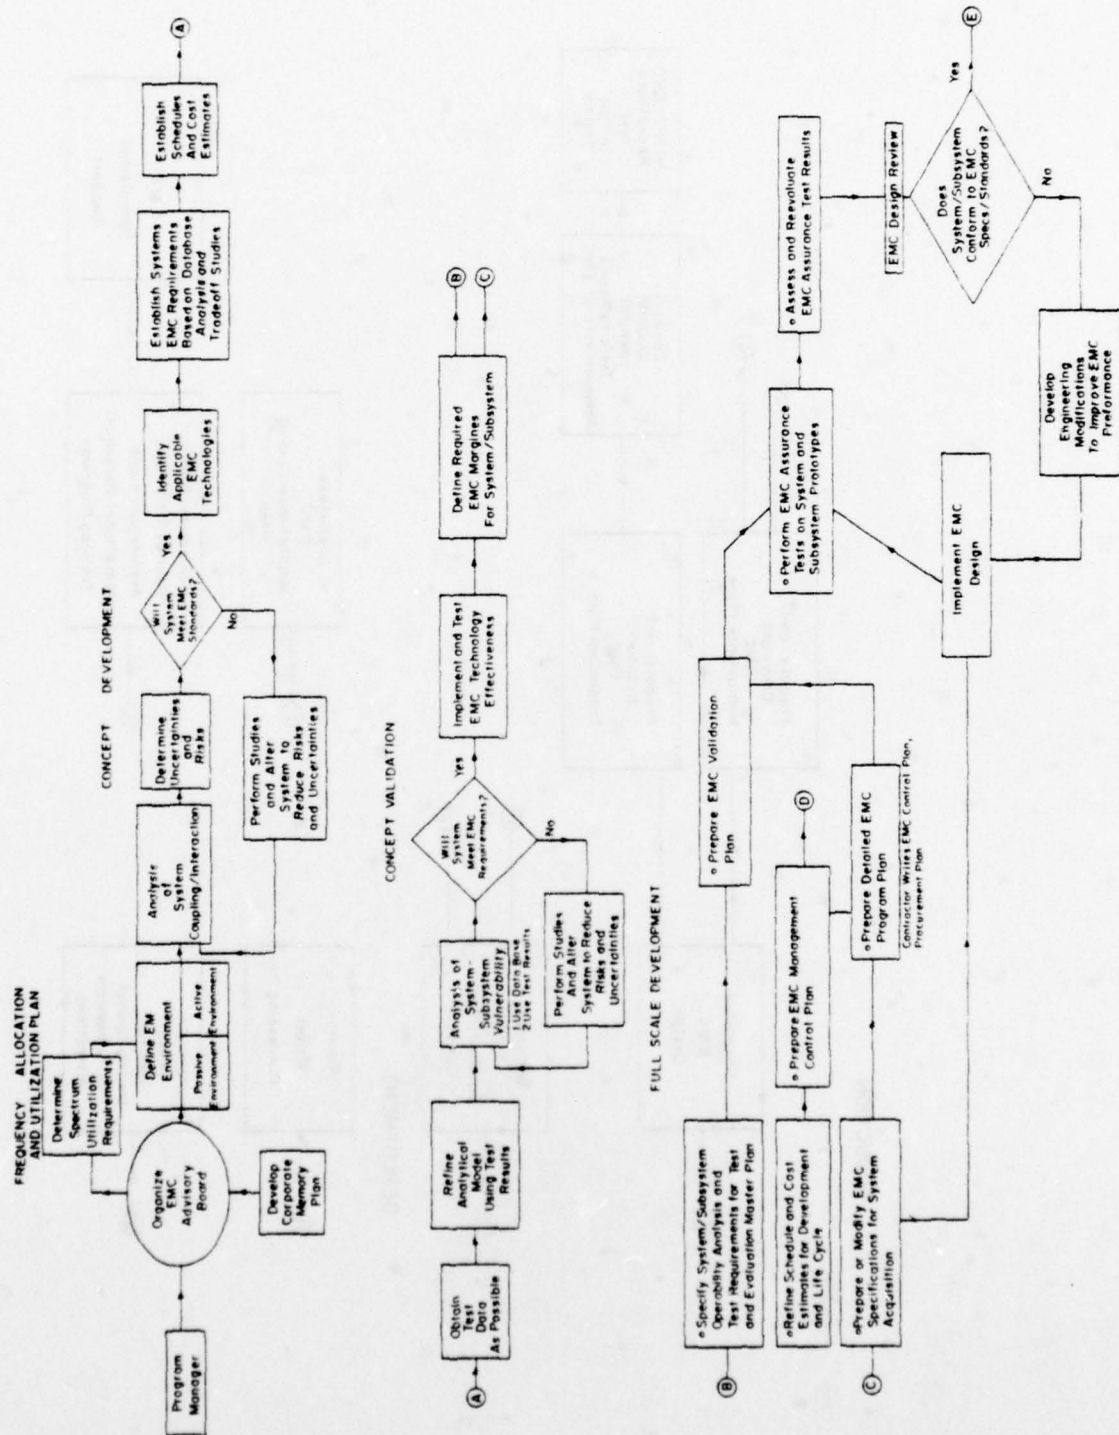 FREQUENCY ALLOCATION
AND UTILIZATION PLAN
CONCEPT DEVELOPMENT
Program
Manager
Organize
EMC
Advisory
Board
Develop
Corporate
Memory
Plan
Determine
Spectrum
Utilization
Requirements
Define EM
Environment
Passive
Environment
Active
Environment
Analysis
of
System
Coupling/Interaction
Determine
Uncertainties
and
Risks
Will
System
Meet EMC
Standards?
Yes
No
Perform Studies
and Alter
System to
Reduce Risks
and Uncertainties
Identify
Applicable
EMC
Technologies
Establish Systems
EMC Requirements
Based on Database
Analysis and
Tradeoff Studies
Establish
Schedules
And Cost
Estimates
A
CONCEPT VALIDATION
A
Obtain
Test
Data
As Possible
Refine
Analytical
Model
Using Test
Results
Analysis of
System-
Subsystem
Vulnerability
1 Use Data Base
2 Use Test Results
Will
System
Meet EMC
Requirements?
Yes
No
Perform Studies
And Alter
System to Reduce
Risks and
Uncertainties
Implement and Test
EMC Technology
Effectiveness
Define Required
EMC Margines
For System/Subsystem
B
C
FULL SCALE DEVELOPMENT
B
Specify System/Subsystem
Operability Analysis and
Test Requirements for Test
and Evaluation Master Plan
Refine Schedule and Cost
Estimates for Development
and Life Cycle
C
Prepare or Modify EMC
Specifications for System
Acquisition
Prepare EMC Management
Control Plan
D
Prepare Detailed EMC
Program Plan
Contractor Writes EMC Control Plan,
Procurement Plan
Prepare EMC Validation
Plan
Perform EMC Assurance
Tests on System and
Subsystem Prototypes
Implement EMC
Design
Assess and Reevaluate
EMC Assurance Test Results
EMC Design Review
Does
System/Subsystem
Conform to EMC
Specs/Standards?
Yes
E
No
Develop
Engineering
Modifications
To Improve EMC
Preformance